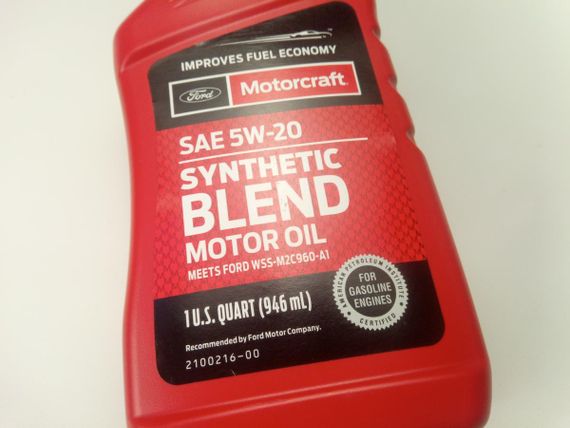 IMPROVES FUEL ECONOMY
Ford
Motorcraft
SAE 5W-20
SYNTHETIC
BLEND
MOTOR OIL
MEETS FORD WSS-M2C960-A1
1 U.S. QUART (946 mL)
AMERICAN PETROLEUM INSTITUTE
FOR
GASOLINE
ENGINES
CERTIFIED
Recommended by Ford Motor Company.
2100216-00